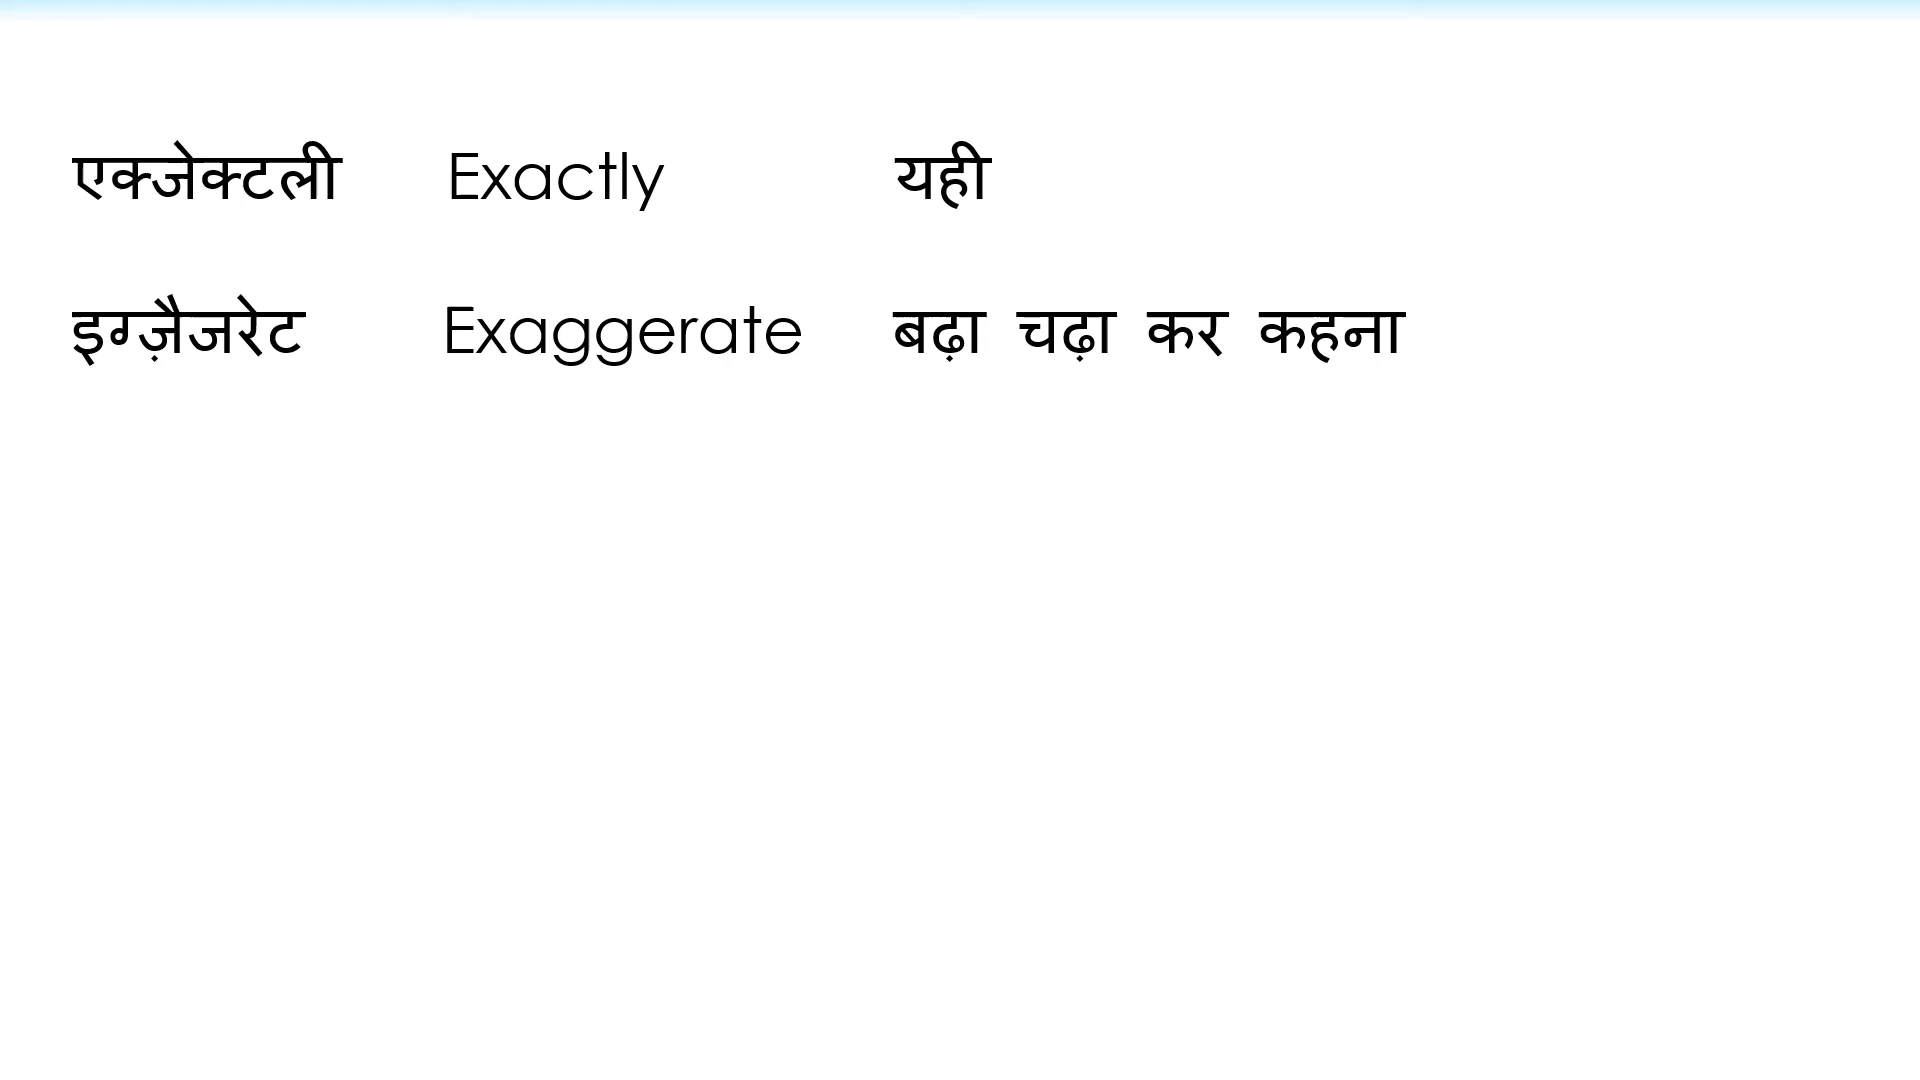 एक्जेक्टली Exactly यही
इग्ज़ैजरेट Exaggerate बढ़ा चढ़ा कर कहना